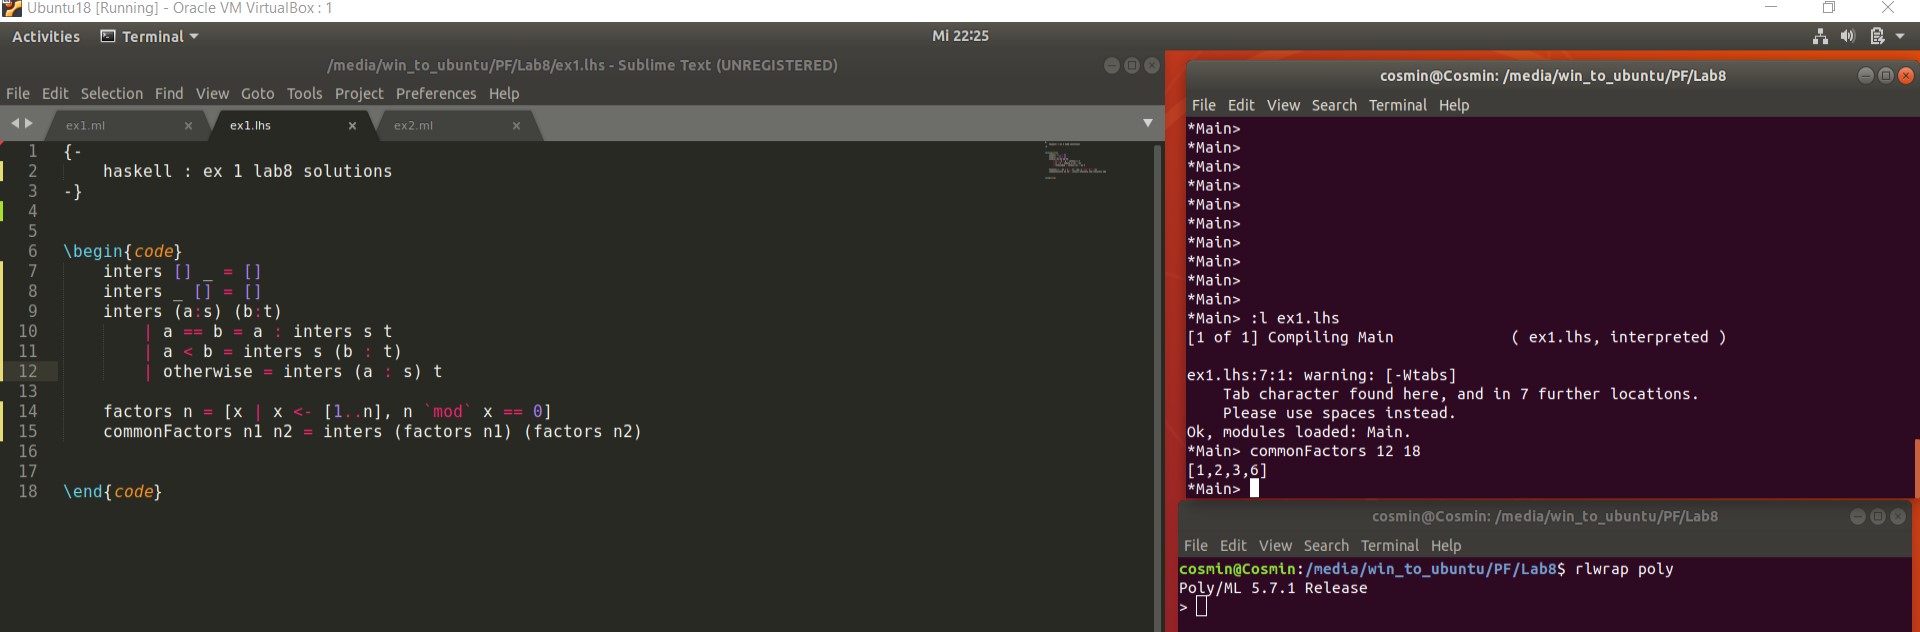 Ubuntu18 [Running] - Oracle VM VirtualBox : 1
Activities Terminal Mi 22:25
/media/win_to_ubuntu/PF/Lab8/ex1.lhs - Sublime Text (UNREGISTERED)
File Edit Selection Find View Goto Tools Project Preferences Help
ex1.ml × ex1.lhs × ex2.ml ×
1 {-
2 haskell : ex 1 lab8 solutions
3 -}
4
5
6 \begin{code}
7 inters [] _ = []
8 inters _ [] = []
9 inters (a:s) (b:t)
10 | a == b = a : inters s t
11 | a < b = inters s (b : t)
12 | otherwise = inters (a : s) t
13
14 factors n = [x | x <- [1..n], n `mod` x == 0]
15 commonFactors n1 n2 = inters (factors n1) (factors n2)
16
17
18 \end{code}
cosmin@Cosmin: /media/win_to_ubuntu/PF/Lab8
File Edit View Search Terminal Help
*Main>
*Main>
*Main>
*Main>
*Main>
*Main>
*Main>
*Main>
*Main>
*Main>
*Main> :l ex1.lhs
[1 of 1] Compiling Main ( ex1.lhs, interpreted )
ex1.lhs:7:1: warning: [-Wtabs]
Tab character found here, and in 7 further locations.
Please use spaces instead.
Ok, modules loaded: Main.
*Main> commonFactors 12 18
[1,2,3,6]
*Main>
cosmin@Cosmin: /media/win_to_ubuntu/PF/Lab8
File Edit View Search Terminal Help
cosmin@Cosmin:/media/win_to_ubuntu/PF/Lab8$ rlwrap poly
Poly/ML 5.7.1 Release
>